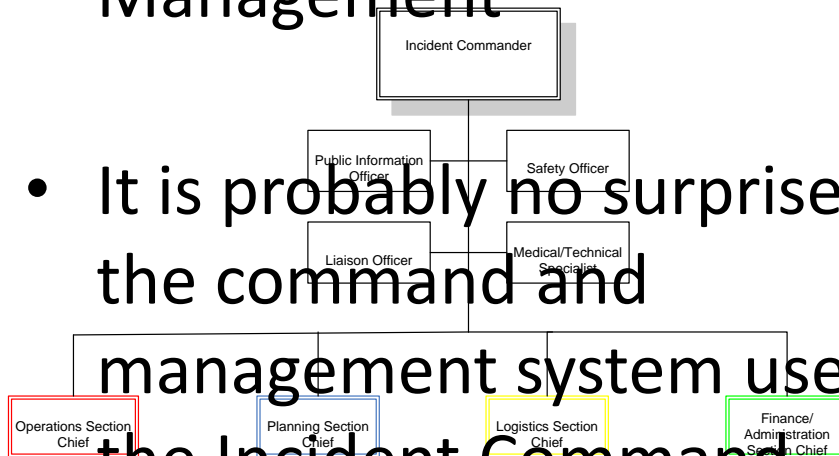 Management
Incident Commander
Public Information
Officer
Safety Officer
• It is probably no surprise
Liaison Officer
Medical/Technical
Specialist
the command and
management system use
Operations Section
Chief
Planning Section
Chief
Logistics Section
Chief
Finance/
Administration
Section Chief
the Incident Command